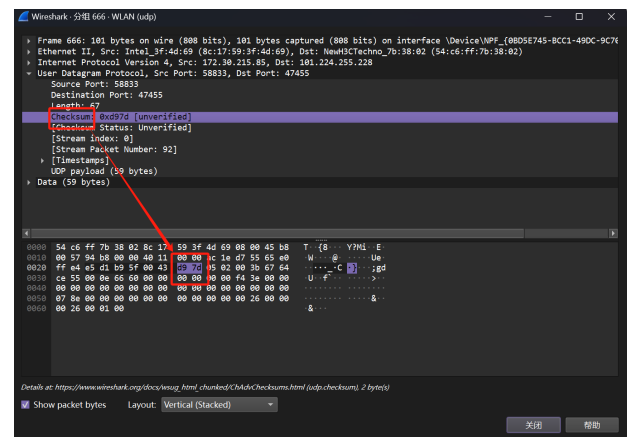 Wireshark · 分组 666 · WLAN (udp)
Frame 666: 101 bytes on wire (808 bits), 101 bytes captured (808 bits) on interface \Device\NPF_{0BD5E745-BCC1-49DC-9C76
Ethernet II, Src: Intel_3f:4d:69 (8c:17:59:3f:4d:69), Dst: NewH3CTechno_7b:38:02 (54:c6:ff:7b:38:02)
Internet Protocol Version 4, Src: 172.30.215.85, Dst: 101.224.255.228
User Datagram Protocol, Src Port: 58833, Dst Port: 47455
Source Port: 58833
Destination Port: 47455
Length: 67
Checksum: 0xd97d [unverified]
[Checksum Status: Unverified]
[Stream index: 0]
[Stream Packet Number: 92]
[Timestamps]
UDP payload (59 bytes)
Data (59 bytes)
0000 54 c6 ff 7b 38 02 8c 17 59 3f 4d 69 08 00 45 b8 T··{8··· Y?Mi··E·
0010 00 57 94 b8 00 00 40 11 00 00 ac 1e d7 55 65 e0 ·W····@· ·····Ue·
0020 ff e4 e5 d1 b9 5f 00 43 d9 7d 05 02 00 3b 67 64 ·····_·C ·}···;gd
0030 ce 55 00 0e 66 60 00 00 00 00 00 00 f4 3e 00 00 ·U··f`·· ·····>··
0040 00 00 00 00 00 00 00 00 00 00 00 00 00 00 00 00 ········ ········
0050 07 8e 00 00 00 00 00 00 00 00 00 00 00 26 00 00 ········ ·····&··
0060 00 26 00 01 00 ·&···
Details at: https://www.wireshark.org/docs/wsug_html_chunked/ChAdvChecksums.html (udp.checksum), 2 byte(s)
Show packet bytes Layout: Vertical (Stacked)
关闭 帮助